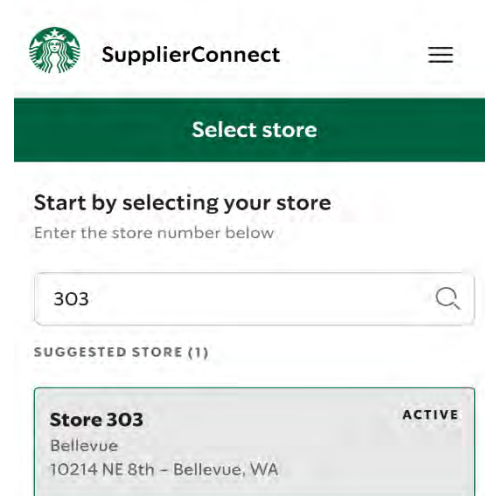 SupplierConnect
Select store
Start by selecting your store
Enter the store number below
303
SUGGESTED STORE (1)
Store 303 ACTIVE
Bellevue
10214 NE 8th – Bellevue, WA